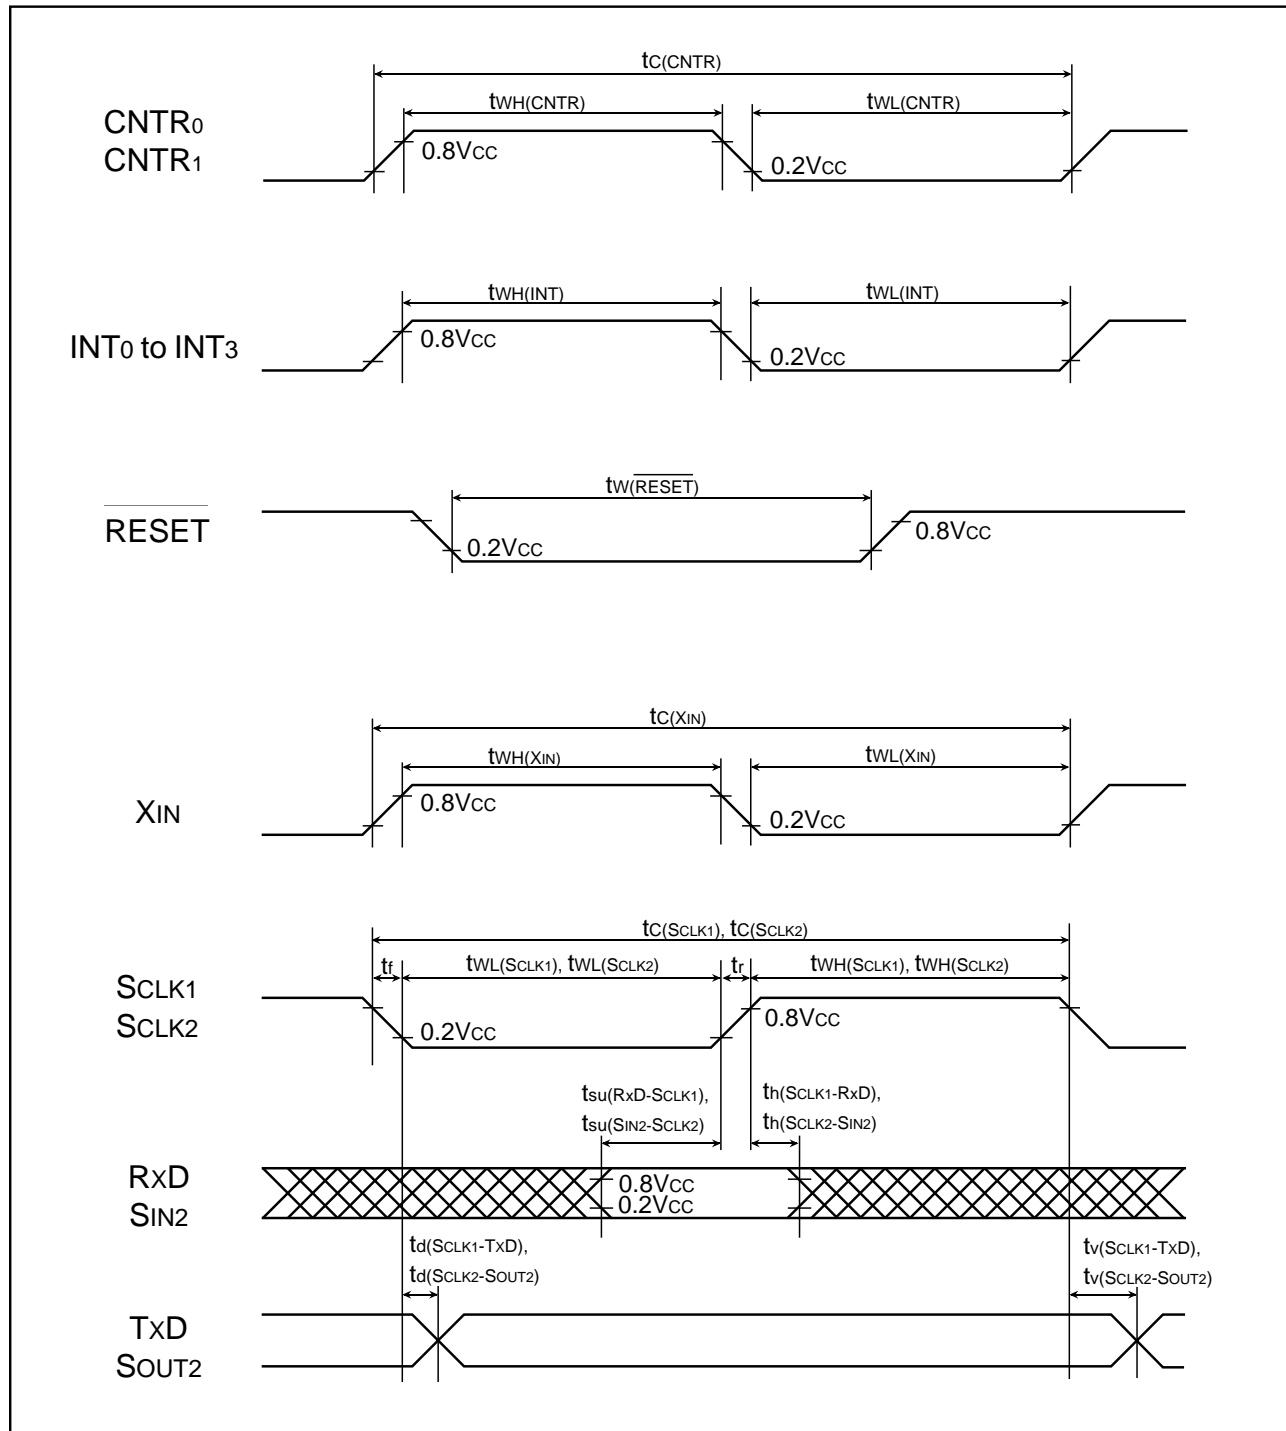 tC(CNTR)
tWH(CNTR)
tWL(CNTR)
CNTR0
CNTR1
0.8VCC
0.2VCC
tWH(INT)
tWL(INT)
INT0 to INT3
0.8VCC
0.2VCC
tW(RESET)
RESET
0.2VCC
0.8VCC
tC(XIN)
tWH(XIN)
tWL(XIN)
XIN
0.8VCC
0.2VCC
tC(SCLK1), tC(SCLK2)
tf
tWL(SCLK1), tWL(SCLK2)
tr
tWH(SCLK1), tWH(SCLK2)
SCLK1
SCLK2
0.2VCC
0.8VCC
tsu(RxD-SCLK1),
tsu(SIN2-SCLK2)
th(SCLK1-RxD),
th(SCLK2-SIN2)
RXD
SIN2
0.8VCC
0.2VCC
td(SCLK1-TXD),
td(SCLK2-SOUT2)
tv(SCLK1-TXD),
tv(SCLK2-SOUT2)
TXD
SOUT2